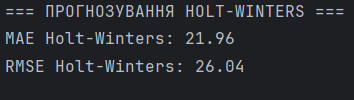 === ПРОГНОЗУВАННЯ HOLT-WINTERS ===
MAE Holt-Winters: 21.96
RMSE Holt-Winters: 26.04